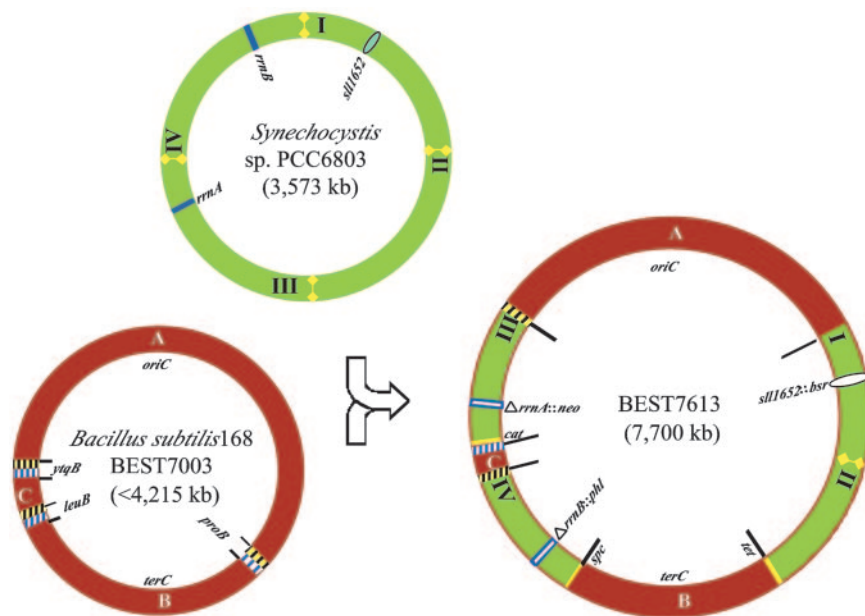 I
rrnB
sll1652
IV
Synechocystis
sp. PCC6803
(3,573 kb)
II
rrnA
III
A
oriC
Bacillus subtilis168
BEST7003
(<4,215 kb)
ytqB
C
leuB
proB
terC
B
A
oriC
III
I
sll1652::bsr
△rrnA::neo
BEST7613
(7,700 kb)
cat
C
IV
II
△rrnB::phl
spc
tet
terC
B